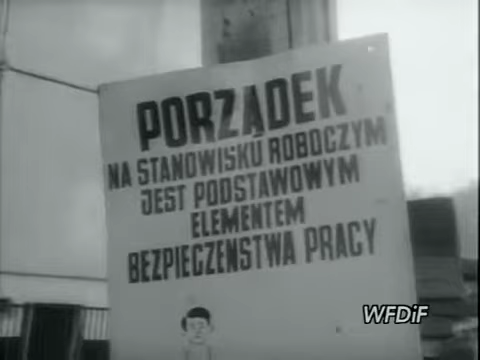 PORZĄDEK
NA STANOWISKU ROBOCZYM
JEST PODSTAWOWYM
ELEMENTEM
BEZPIECZEŃSTWA PRACY
WFDiF